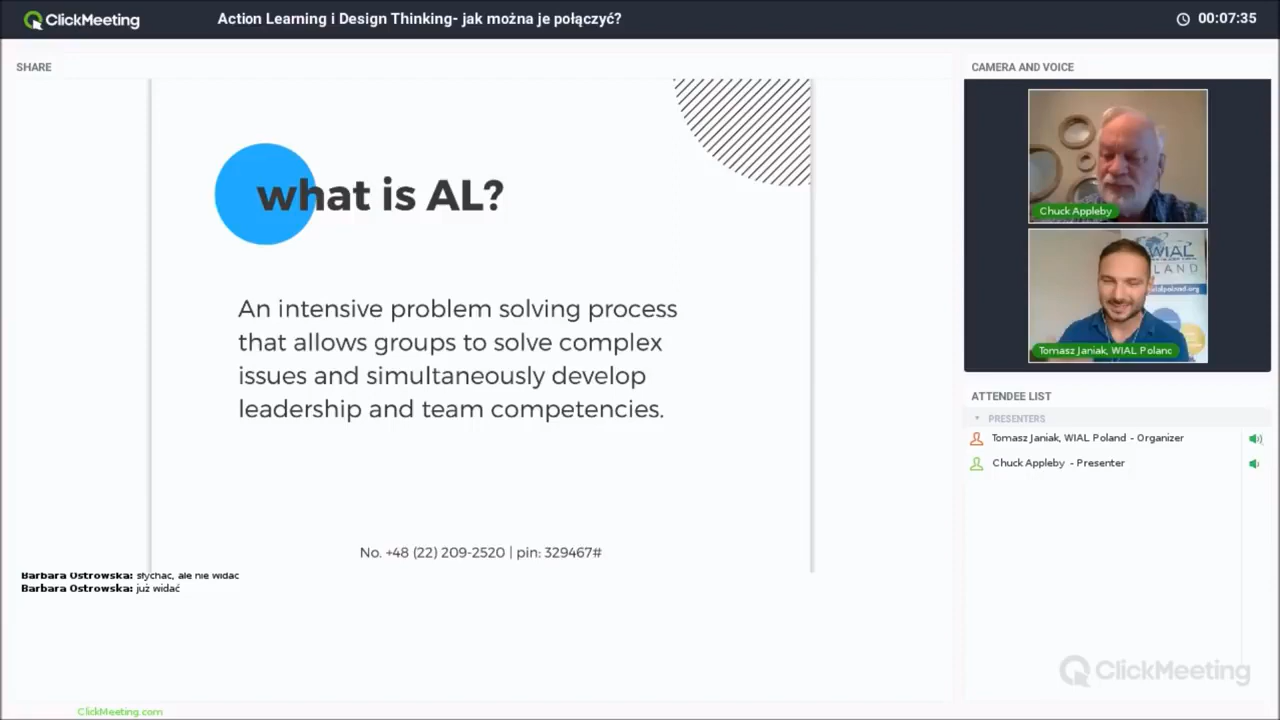 ClickMeeting
Action Learning i Design Thinking- jak można je połączyć?
00:07:35
SHARE
what is AL?
An intensive problem solving process
that allows groups to solve complex
issues and simultaneously develop
leadership and team competencies.
No. +48 (22) 209-2520 | pin: 329467#
Barbara Ostrowska: słychać, ale nie widać
Barbara Ostrowska: już widać
ClickMeeting.com
CAMERA AND VOICE
Chuck Appleby
WIAL
LAND
Tomasz Janiak, WIAL Polanc
ATTENDEE LIST
PRESENTERS
Tomasz Janiak, WIAL Poland - Organizer
Chuck Appleby - Presenter
ClickMeeting